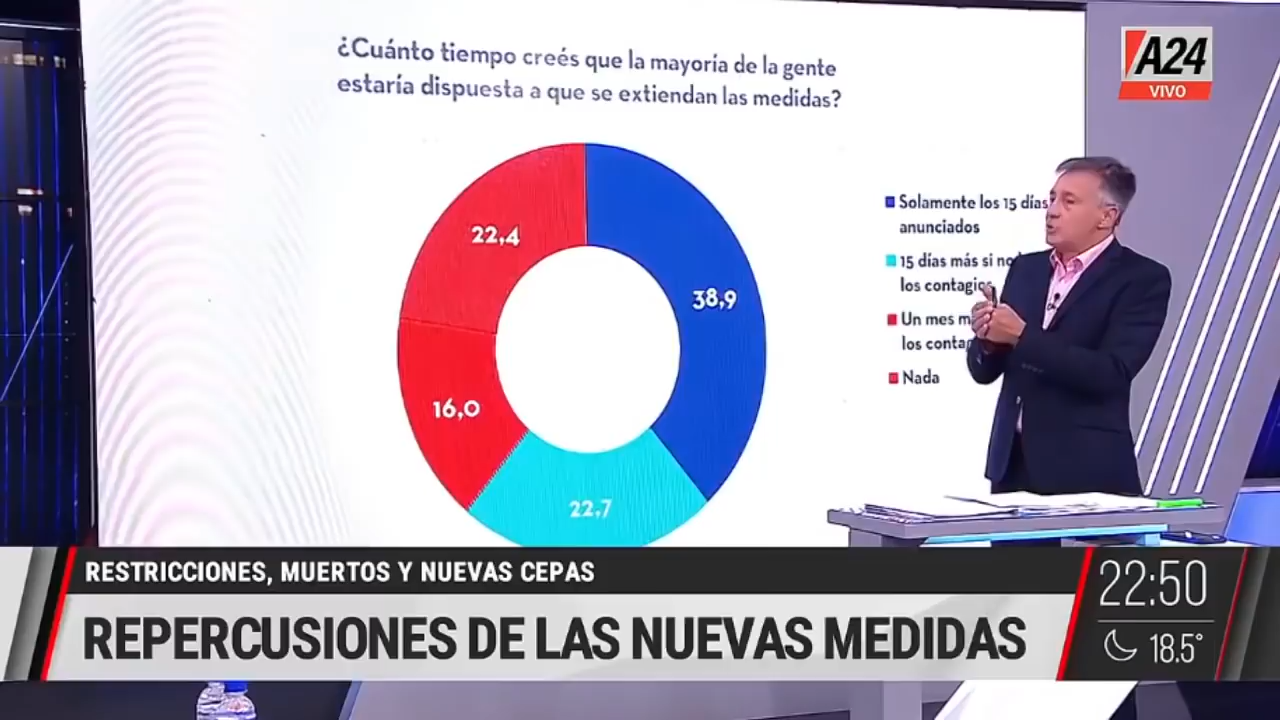 ¿Cuánto tiempo creés que la mayoría de la gente
estaría dispuesta a que se extiendan las medidas?
A24
VIVO
22,4
38,9
16,0
22,7
Solamente los 15 días
anunciados
15 días más si no
los contagios
Un mes
los
Nada
RESTRICCIONES, MUERTOS Y NUEVAS CEPAS
REPERCUSIONES DE LAS NUEVAS MEDIDAS
22:50
18.5°